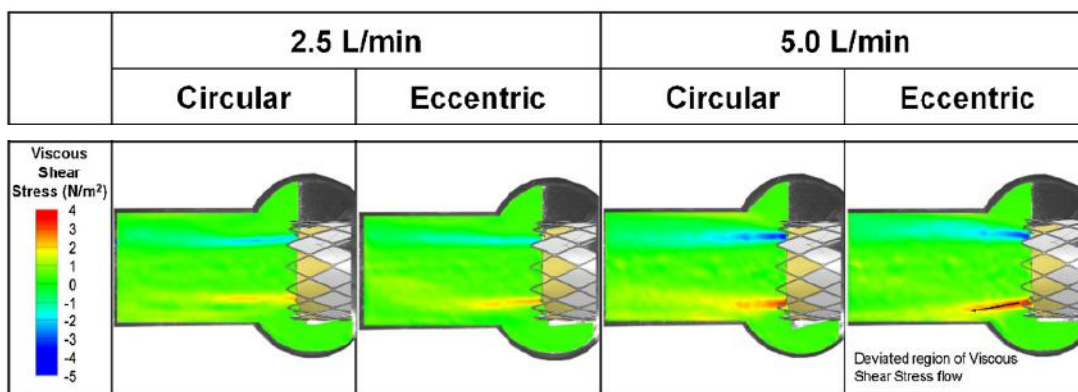 2.5 L/min 5.0 L/min
Circular Eccentric Circular Eccentric
Viscous
Shear
Stress (N/m²)
4
3
2
1
0
-1
-2
-3
-4
-5
Deviated region of Viscous
Shear Stress flow